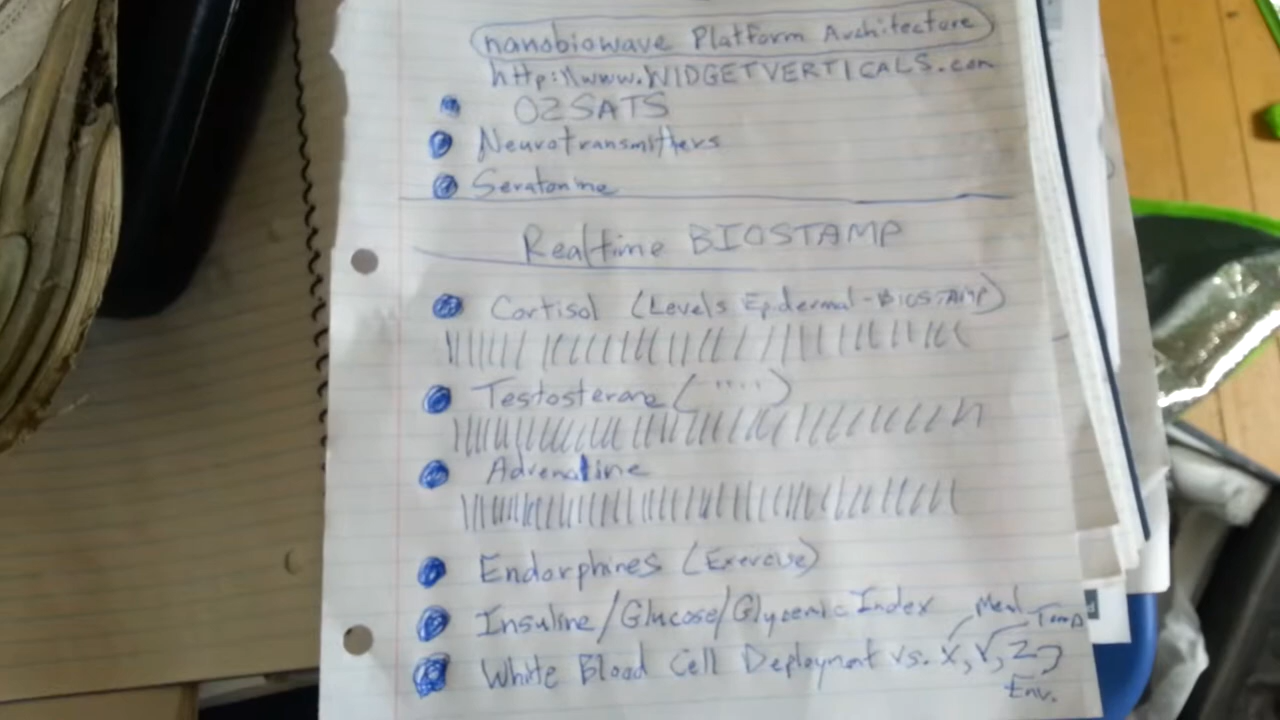 nanobiowave Platform Architecture
http:\\www.WIDGETVERTICALS.com
O2SATS
Neurotransmitters
Seratonine
Realtime BIOSTAMP
Cortisol (Levels Epidermal-BIOSTAMP)
Testosterone (.....)
Adrenaline
Endorphines (Exercise)
Insuline/Glucose/Glycemic Index
Meal Temp
White Blood Cell Deployment vs. X, Y, Z
Env.